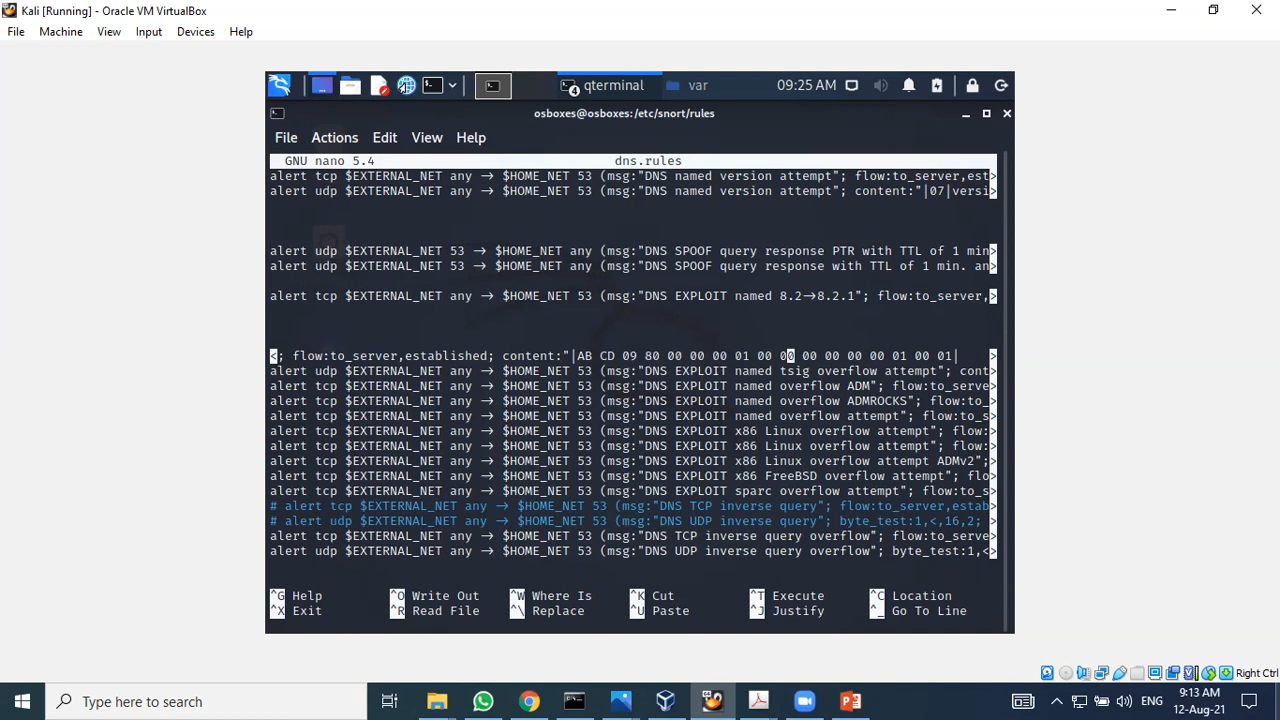 Kali [Running] - Oracle VM VirtualBox
File Machine View Input Devices Help
4 qterminal var 09:25 AM
osboxes@osboxes:/etc/snort/rules
File Actions Edit View Help
GNU nano 5.4 dns.rules
alert tcp $EXTERNAL_NET any → $HOME_NET 53 (msg:"DNS named version attempt"; flow:to_server,est>
alert udp $EXTERNAL_NET any → $HOME_NET 53 (msg:"DNS named version attempt"; content:"|07|versi>
alert udp $EXTERNAL_NET 53 → $HOME_NET any (msg:"DNS SPOOF query response PTR with TTL of 1 min>
alert udp $EXTERNAL_NET 53 → $HOME_NET any (msg:"DNS SPOOF query response with TTL of 1 min. an>
alert tcp $EXTERNAL_NET any → $HOME_NET 53 (msg:"DNS EXPLOIT named 8.2→8.2.1"; flow:to_server,>
<; flow:to_server,established; content:"|AB CD 09 80 00 00 00 01 00 00 00 00 00 00 01 00 01| >
alert udp $EXTERNAL_NET any → $HOME_NET 53 (msg:"DNS EXPLOIT named tsig overflow attempt"; cont>
alert tcp $EXTERNAL_NET any → $HOME_NET 53 (msg:"DNS EXPLOIT named overflow ADM"; flow:to_serve>
alert tcp $EXTERNAL_NET any → $HOME_NET 53 (msg:"DNS EXPLOIT named overflow ADMROCKS"; flow:to_>
alert tcp $EXTERNAL_NET any → $HOME_NET 53 (msg:"DNS EXPLOIT named overflow attempt"; flow:to_s>
alert tcp $EXTERNAL_NET any → $HOME_NET 53 (msg:"DNS EXPLOIT x86 Linux overflow attempt"; flow:>
alert tcp $EXTERNAL_NET any → $HOME_NET 53 (msg:"DNS EXPLOIT x86 Linux overflow attempt"; flow:>
alert tcp $EXTERNAL_NET any → $HOME_NET 53 (msg:"DNS EXPLOIT x86 Linux overflow attempt ADMv2";>
alert tcp $EXTERNAL_NET any → $HOME_NET 53 (msg:"DNS EXPLOIT x86 FreeBSD overflow attempt"; flo>
alert tcp $EXTERNAL_NET any → $HOME_NET 53 (msg:"DNS EXPLOIT sparc overflow attempt"; flow:to_s>
# alert tcp $EXTERNAL_NET any → $HOME_NET 53 (msg:"DNS TCP inverse query"; flow:to_server,estab>
# alert udp $EXTERNAL_NET any → $HOME_NET 53 (msg:"DNS UDP inverse query"; byte_test:1,<,16,2; >
alert tcp $EXTERNAL_NET any → $HOME_NET 53 (msg:"DNS TCP inverse query overflow"; flow:to_serve>
alert udp $EXTERNAL_NET any → $HOME_NET 53 (msg:"DNS UDP inverse query overflow"; byte_test:1,<>
^G Help ^O Write Out ^W Where Is ^K Cut ^T Execute ^C Location
^X Exit ^R Read File ^\ Replace ^U Paste ^J Justify ^_ Go To Line
Right Ctrl
Type here to search
ENG
9:13 AM
12-Aug-21